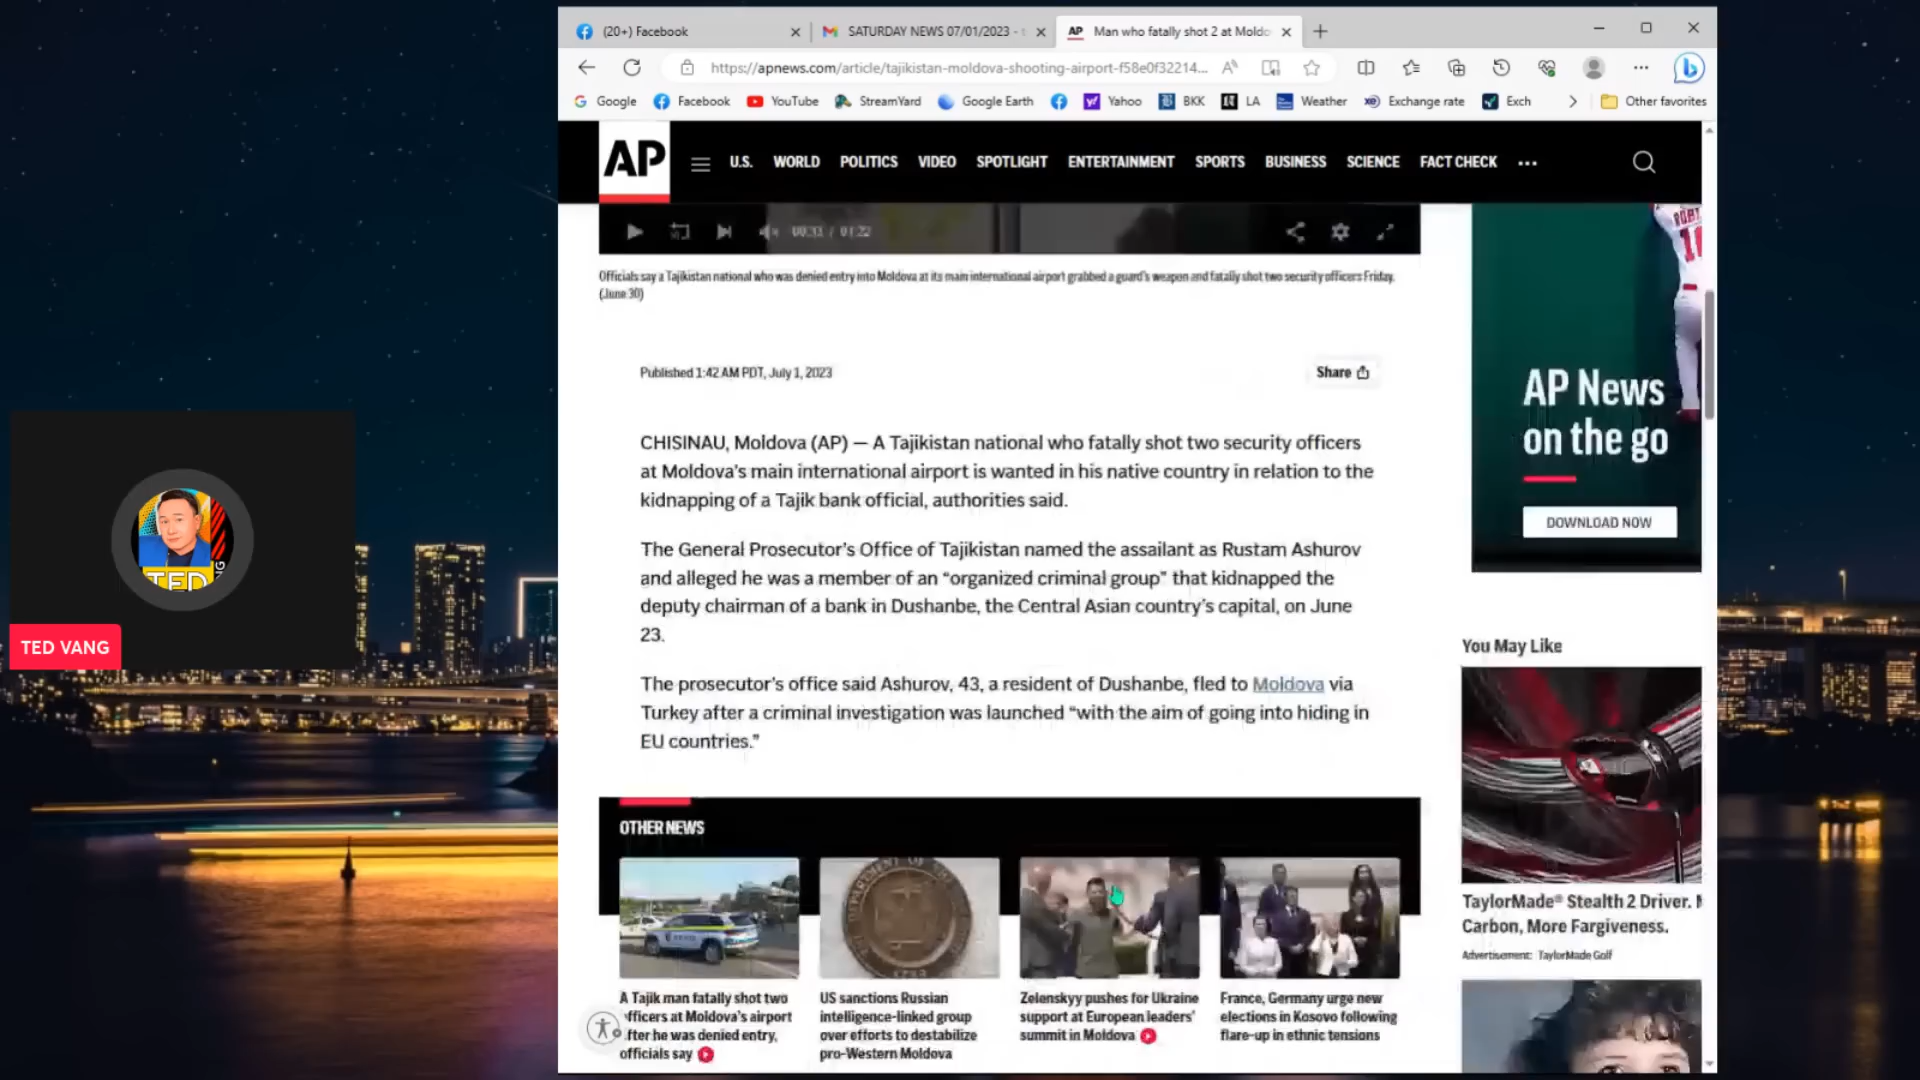 (20+) Facebook
SATURDAY NEWS 07/01/2023 -
AP Man who fatally shot 2 at Moldo
https://apnews.com/article/tajikistan-moldova-shooting-airport-f58e0f32214...
Google
Facebook
YouTube
StreamYard
Google Earth
Yahoo
BKK
LA
Weather
Exchange rate
Exch
Other favorites
AP
U.S.
WORLD
POLITICS
VIDEO
SPOTLIGHT
ENTERTAINMENT
SPORTS
BUSINESS
SCIENCE
FACT CHECK
Officials say a Tajikistan national who was denied entry into Moldova at its main international airport grabbed a guard's weapon and fatally shot two security officers Friday.
(June 30)
Published 1:42 AM PDT, July 1, 2023
Share
CHISINAU, Moldova (AP) — A Tajikistan national who fatally shot two security officers
at Moldova's main international airport is wanted in his native country in relation to the
kidnapping of a Tajik bank official, authorities said.
The General Prosecutor's Office of Tajikistan named the assailant as Rustam Ashurov
and alleged he was a member of an “organized criminal group” that kidnapped the
deputy chairman of a bank in Dushanbe, the Central Asian country's capital, on June
23.
The prosecutor's office said Ashurov, 43, a resident of Dushanbe, fled to Moldova via
Turkey after a criminal investigation was launched “with the aim of going into hiding in
EU countries.”
OTHER NEWS
A Tajik man fatally shot two
officers at Moldova's airport
after he was denied entry,
officials say
US sanctions Russian
intelligence-linked group
over efforts to destabilize
pro-Western Moldova
Zelenskyy pushes for Ukraine
support at European leaders'
summit in Moldova
France, Germany urge new
elections in Kosovo following
flare-up in ethnic tensions
AP News
on the go
DOWNLOAD NOW
You May Like
TaylorMade® Stealth 2 Driver.
Carbon, More Fargiveness.
Advertisement: TaylorMade Golf
TED
TED VANG